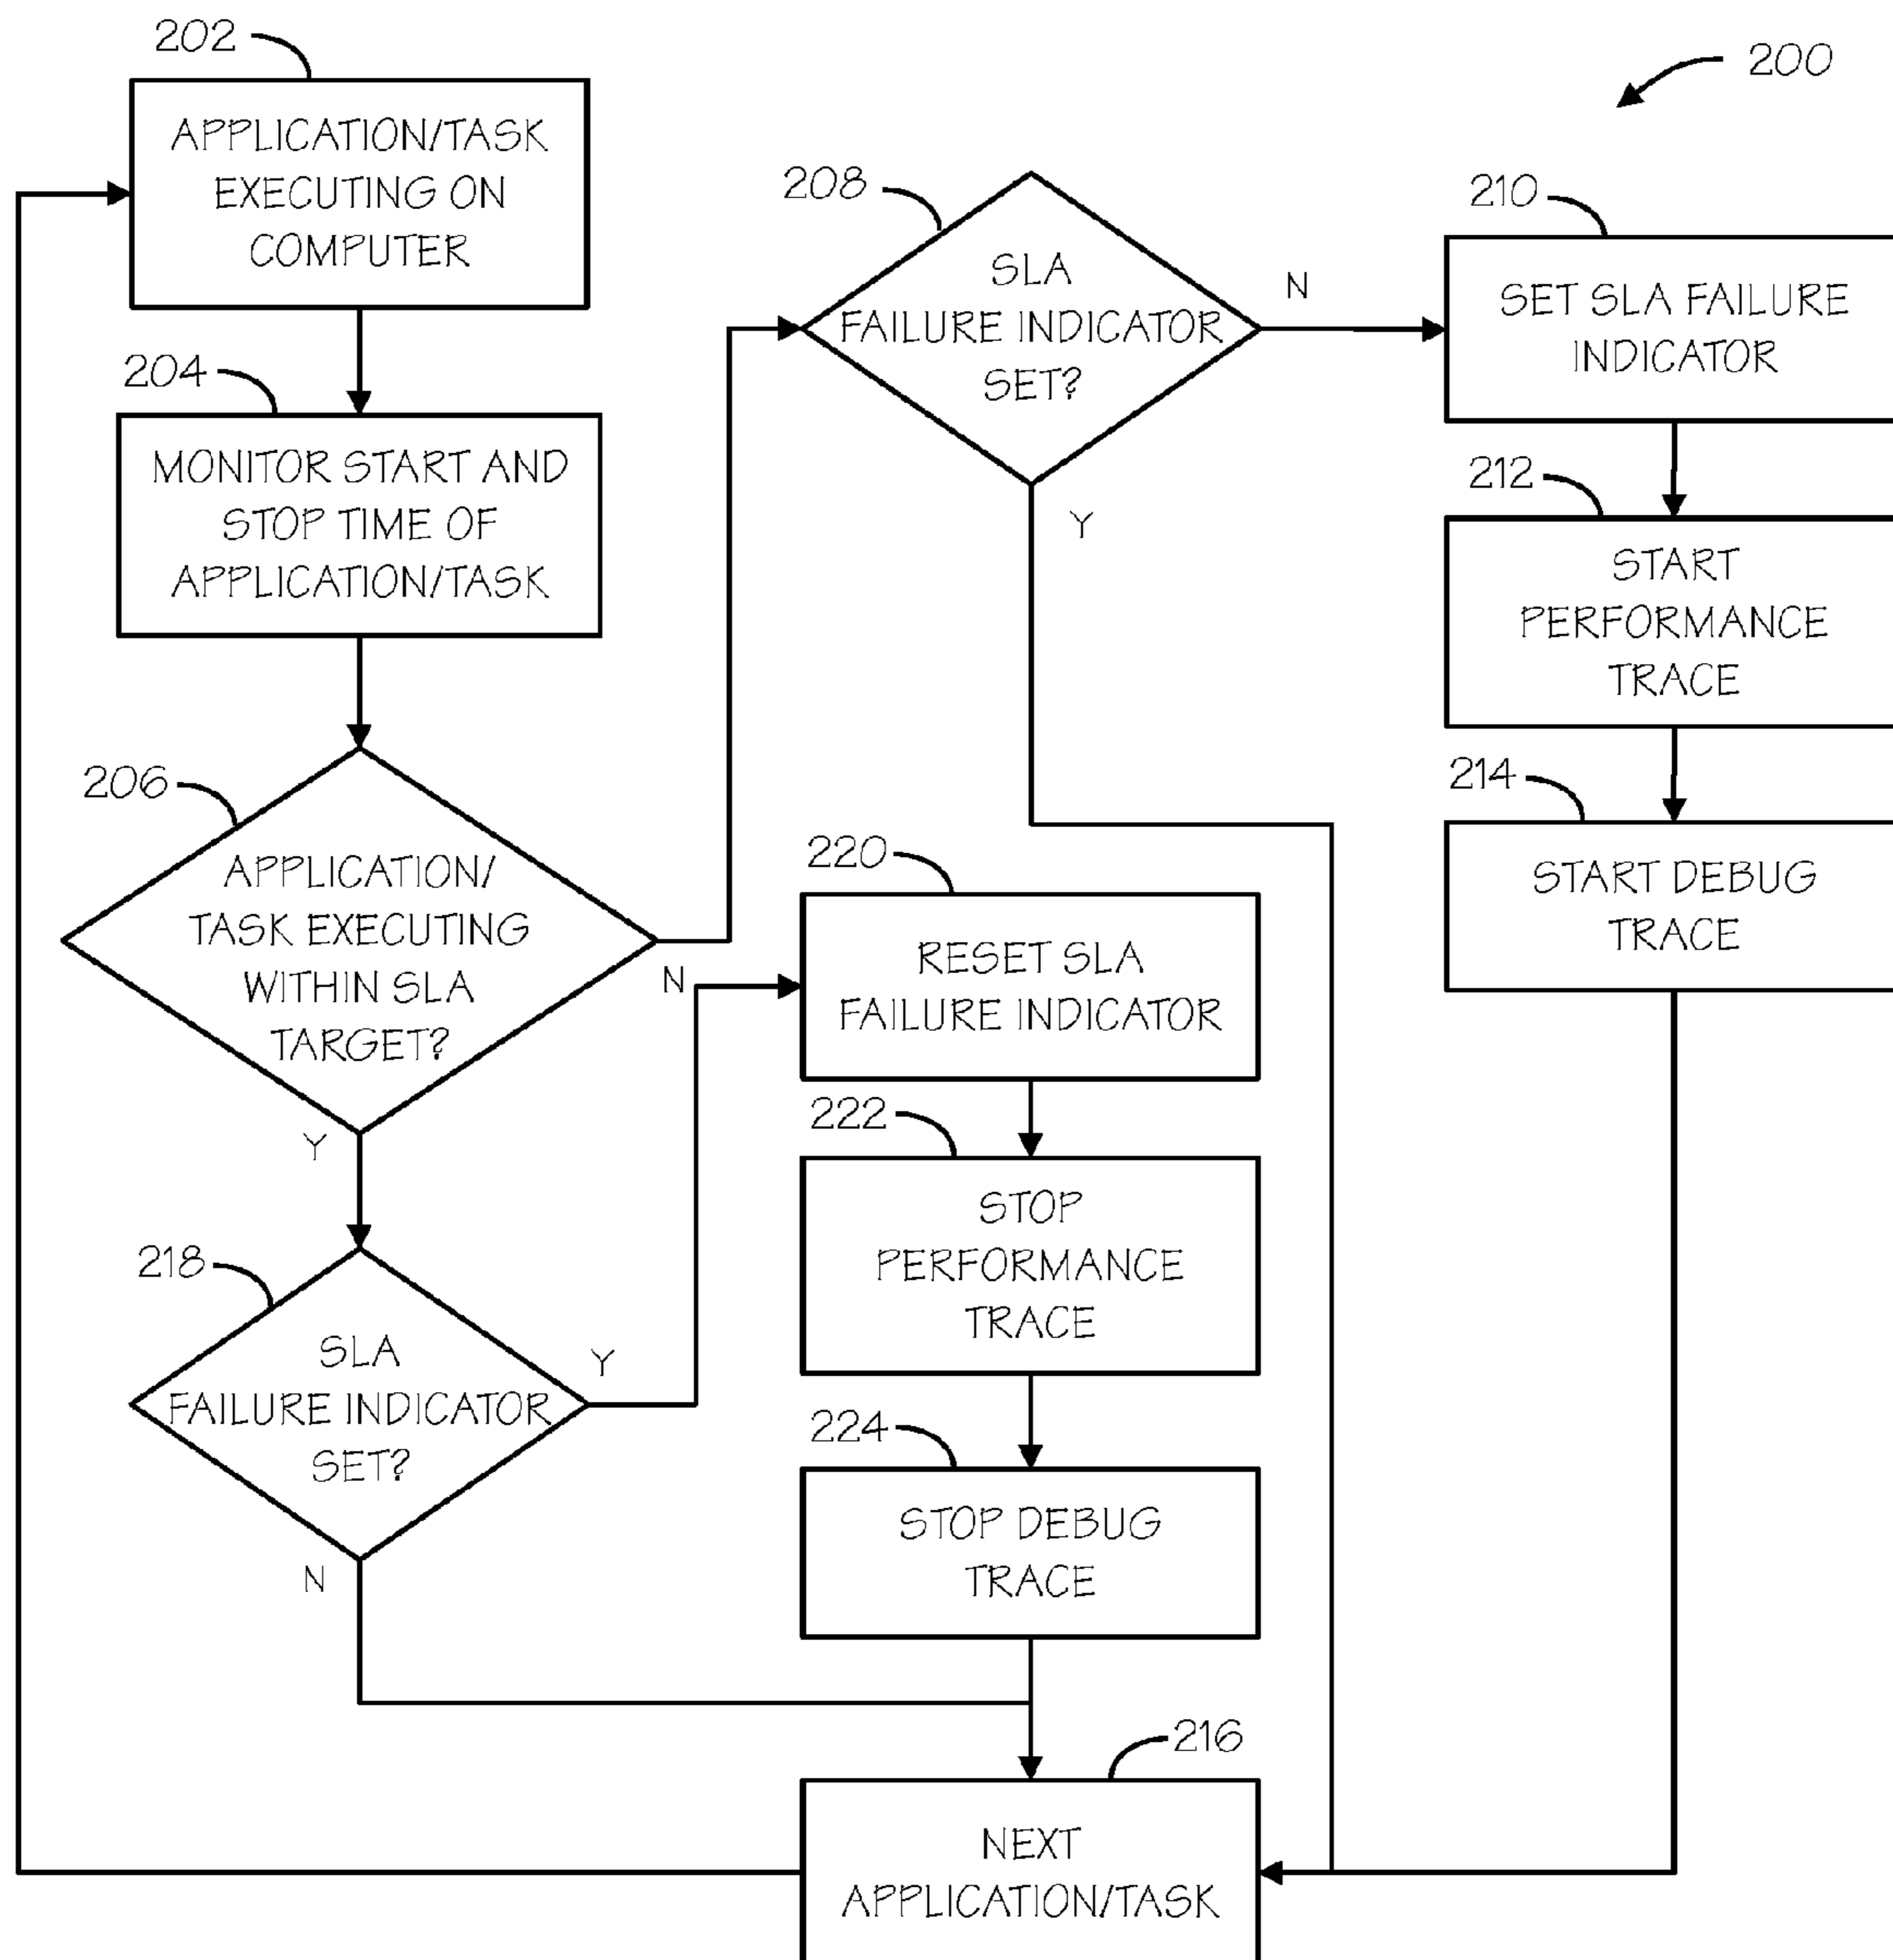 200
202
APPLICATION/TASK
EXECUTING ON
COMPUTER
204
MONITOR START AND
STOP TIME OF
APPLICATION/TASK
206
APPLICATION/
TASK EXECUTING
WITHIN SLA
TARGET?
N
Y
208
SLA
FAILURE INDICATOR
SET?
N
Y
210
SET SLA FAILURE
INDICATOR
212
START
PERFORMANCE
TRACE
214
START DEBUG
TRACE
218
SLA
FAILURE INDICATOR
SET?
Y
N
220
RESET SLA
FAILURE INDICATOR
222
STOP
PERFORMANCE
TRACE
224
STOP DEBUG
TRACE
216
NEXT
APPLICATION/TASK